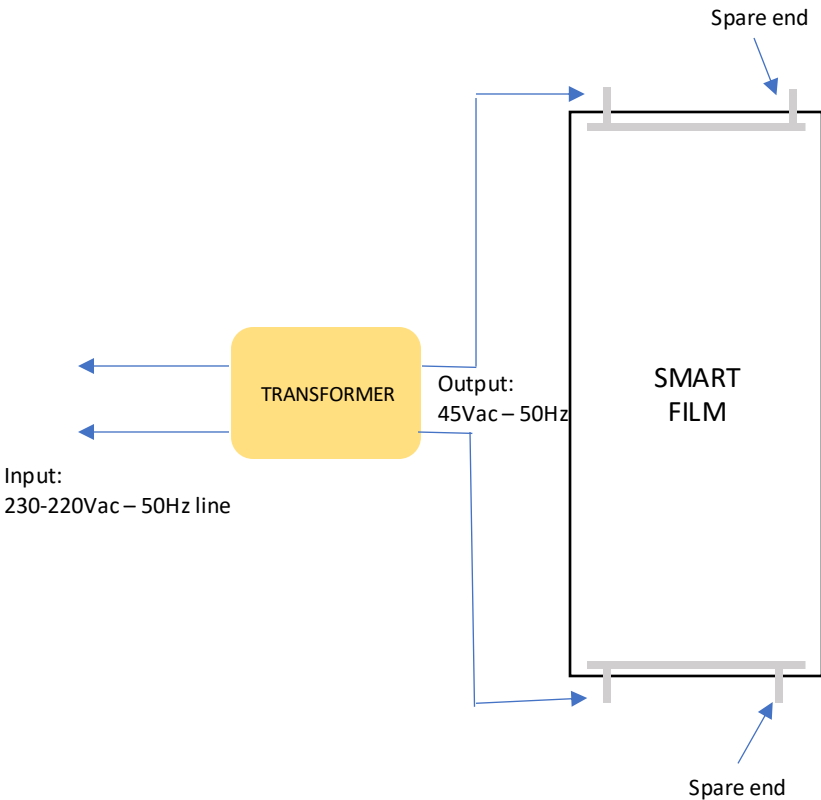 Spare end
TRANSFORMER
Output:
45Vac – 50Hz
SMART
FILM
Input:
230-220Vac – 50Hz line
Spare end